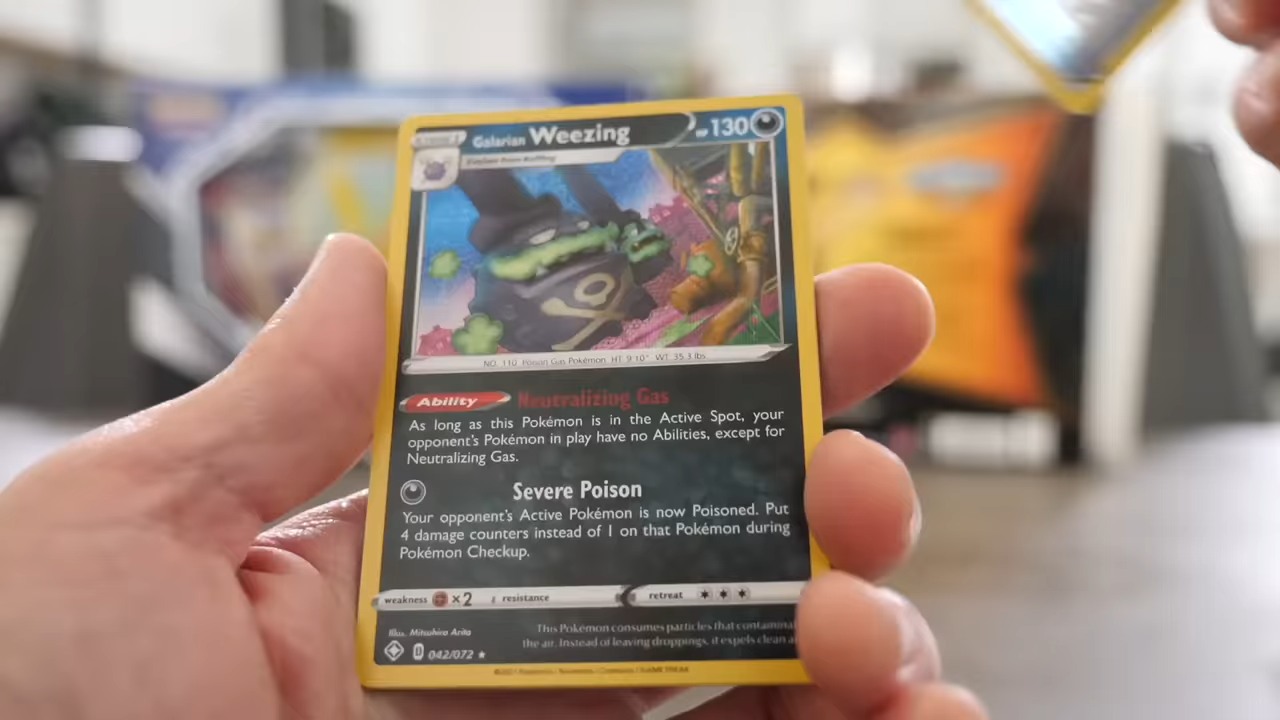 Galarian Weezing HP 130
Evolves from Koffing
NO. 110 Poison Gas Pokémon HT 9'10" WT 35.3 lbs
Ability Neutralizing Gas
As long as this Pokémon is in the Active Spot, your
opponent's Pokémon in play have no Abilities, except for
Neutralizing Gas.
Severe Poison
Your opponent's Active Pokémon is now Poisoned. Put
4 damage counters instead of 1 on that Pokémon during
Pokémon Checkup.
weakness ×2 resistance retreat
Illus. Mitsuhiro Arita
This Pokémon consumes particles that contamina
the air. Instead of leaving droppings, it expels clean a
042/072 ★